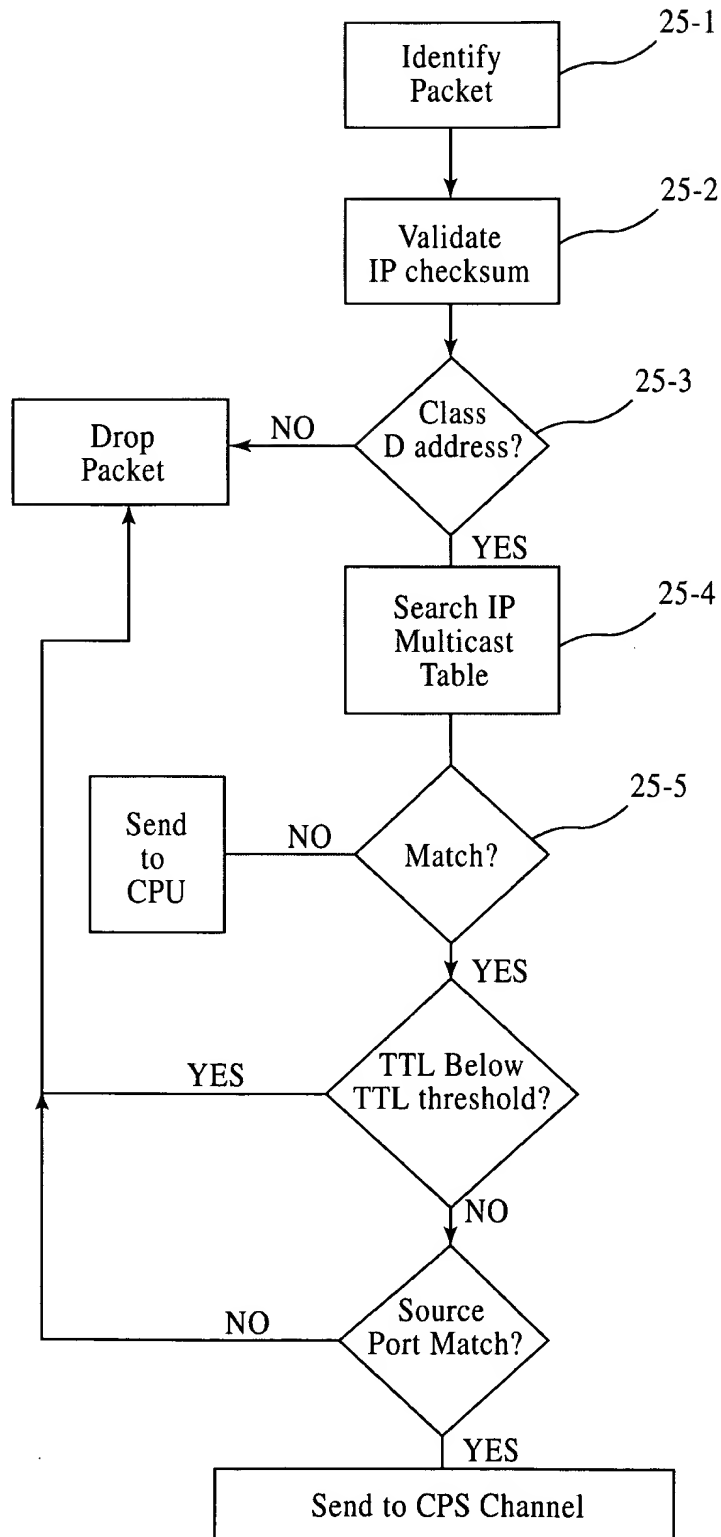 25-1
Identify
Packet
25-2
Validate
IP checksum
25-3
Class
D address?
NO
Drop
Packet
YES
25-4
Search IP
Multicast
Table
25-5
Match?
NO
Send
to
CPU
YES
TTL Below
TTL threshold?
YES
NO
Source
Port Match?
NO
YES
Send to CPS Channel